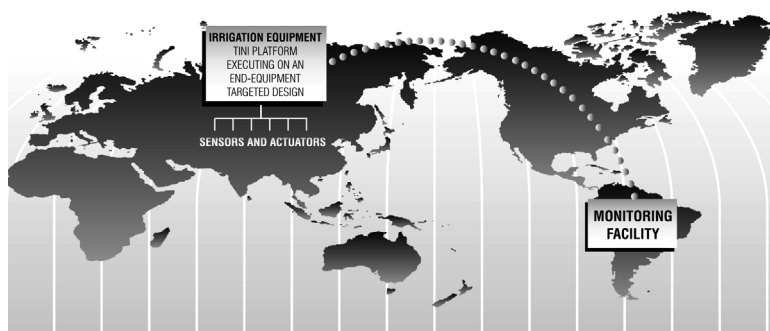 IRRIGATION EQUIPMENT
TINI PLATFORM
EXECUTING ON AN
END-EQUIPMENT
TARGETED DESIGN
SENSORS AND ACTUATORS
MONITORING
FACILITY